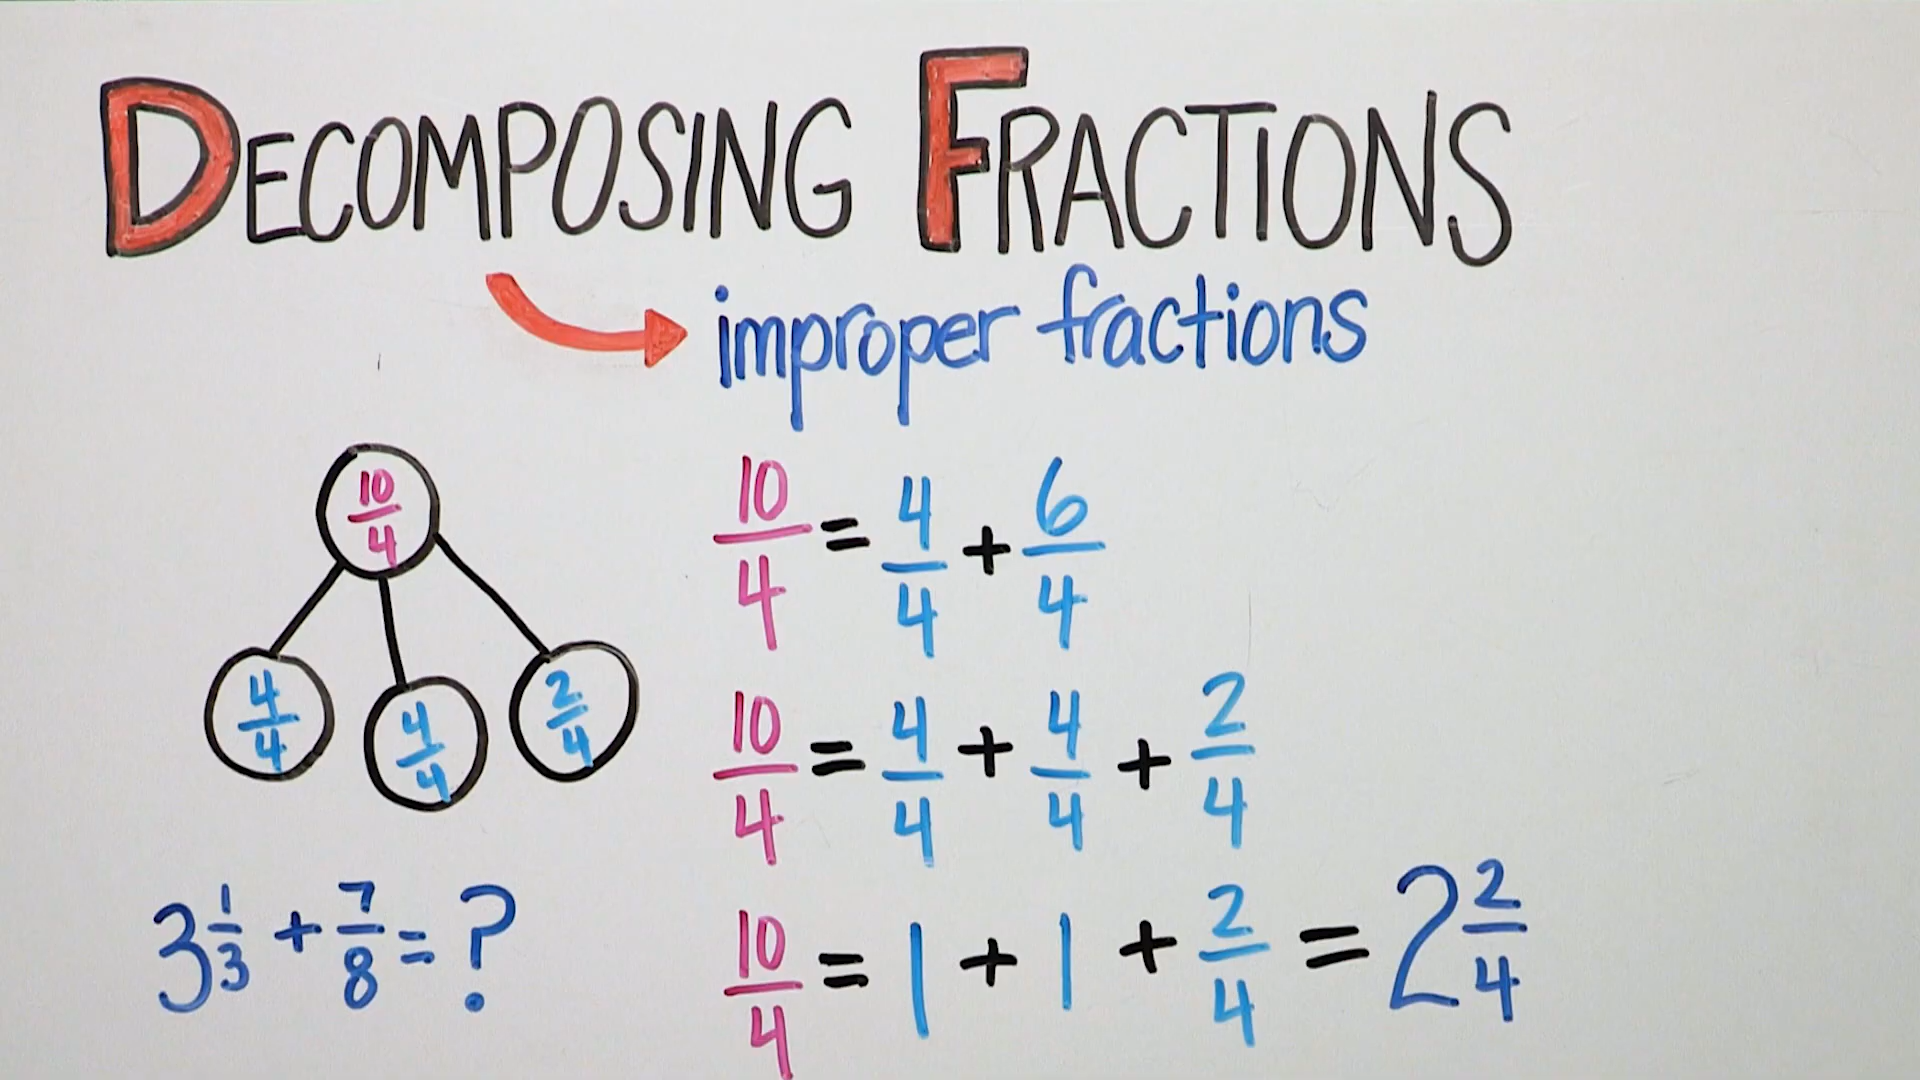 DECOMPOSING FRACTIONS
improper fractions
10/4
4/4 4/4 2/4
10/4 = 4/4 + 6/4
10/4 = 4/4 + 4/4 + 2/4
10/4 = 1 + 1 + 2/4 = 2 2/4
3 1/3 + 7/8 = ?